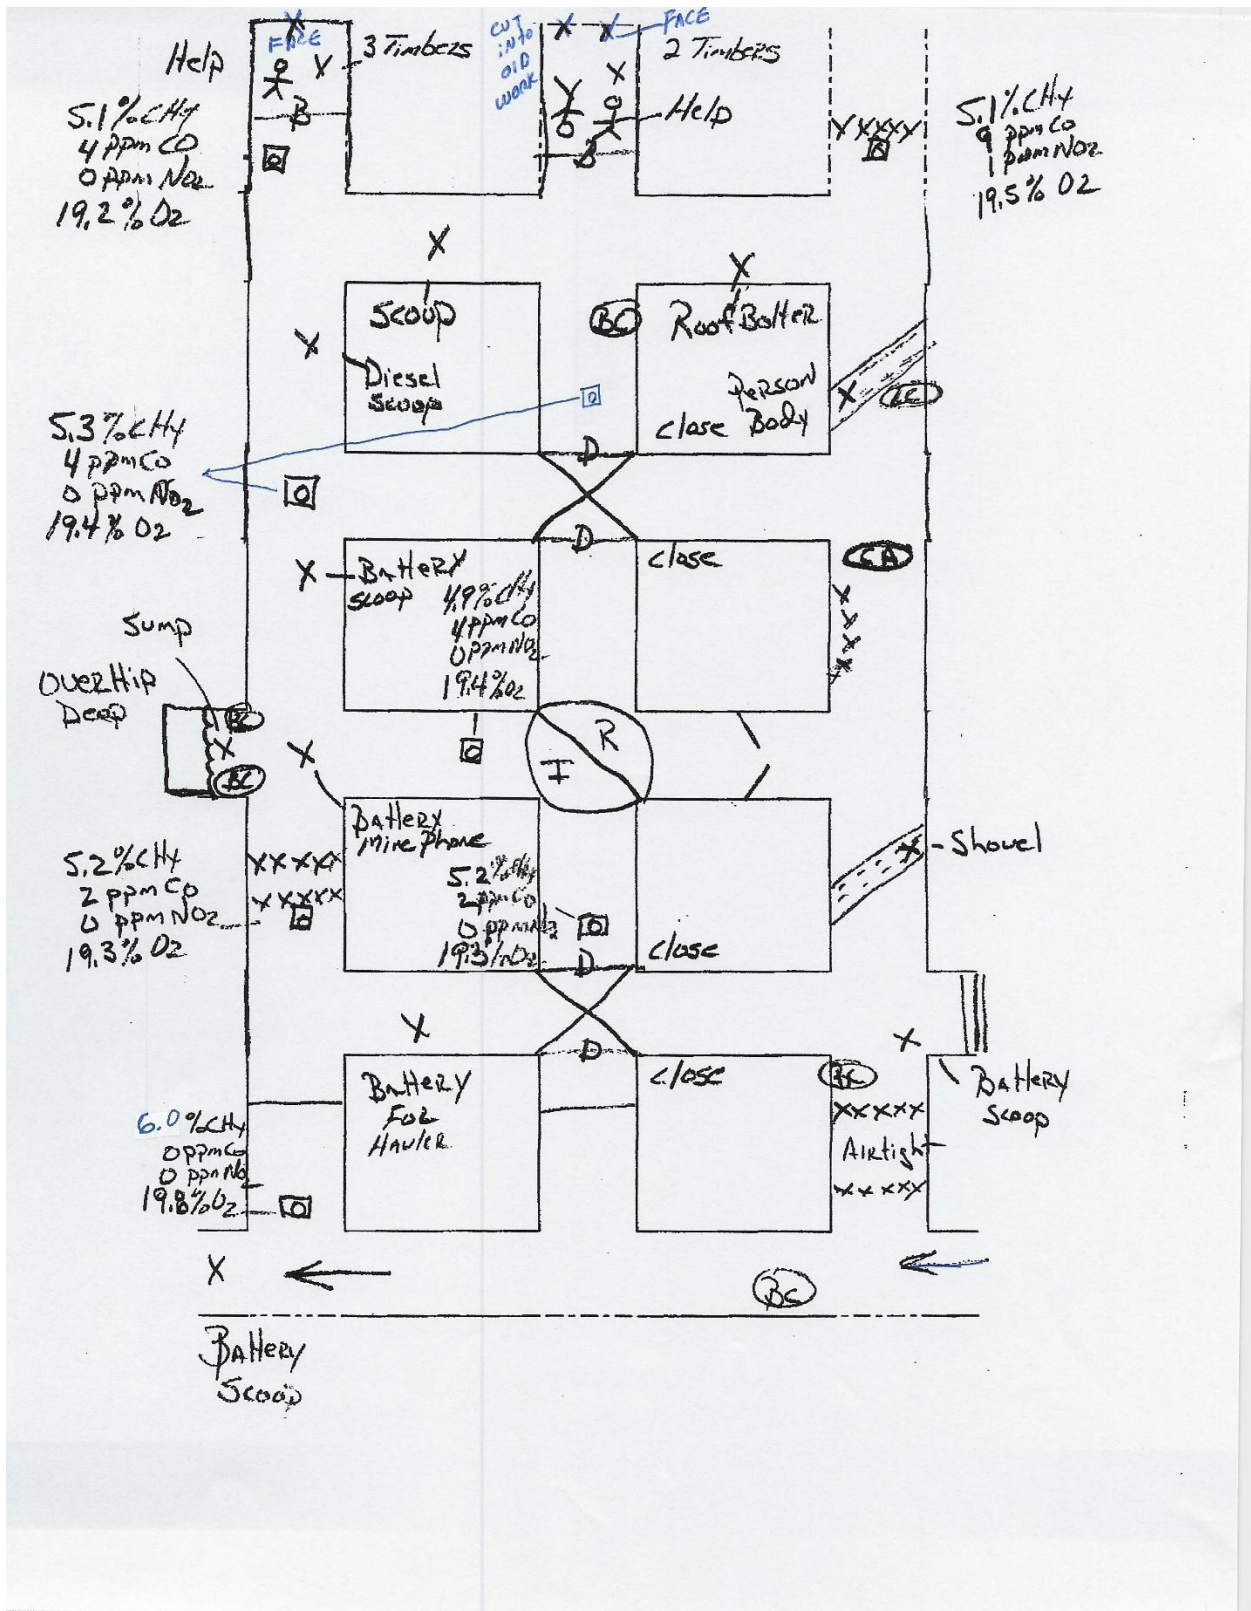 FACE
Help
3 Timbers
CUT
iNto
OlD
WORK
FACE
2 Timbers
Help
B
B
5.1% CH4
4 ppm CO
0 ppm NO2
19.2% O2
5.1% CH4
9 ppm CO
1 ppm NO2
19.5% O2
Scoop
Diesel
Scoop
BC
Roof Bolter
Person
Body
close
D
5.3% CH4
4 ppm CO
0 ppm NO2
19.4% O2
D
Battery
Scoop
4.9% CH4
4 ppm CO
0 ppm NO2
19.4% O2
close
CA
Sump
Over Hip
Deep
BC
BC
R
I
Battery
Mine Phone
5.2% CH4
2 ppm CO
0 ppm NO2
19.3% O2
5.2% CH4
2 ppm CO
0 ppm NO2
19.3% O2
Shovel
close
D
D
Battery
For
Hauler
close
BC
Airtight
Battery
Scoop
6.0% CH4
0 ppm CO
0 ppm NO
19.8% O2
BC
Battery
Scoop